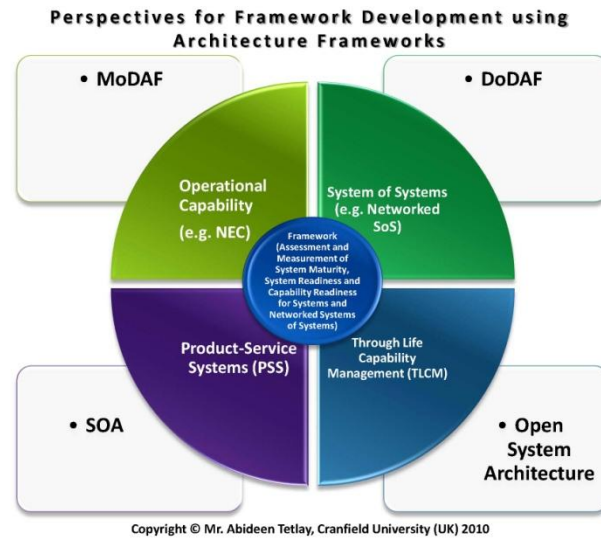 Perspectives for Framework Development using
Architecture Frameworks
• MoDAF
• DoDAF
Operational
Capability
(e.g. NEC)
System of Systems
(e.g. Networked
SoS)
Framework
(Assessment and
Measurement of
System Maturity,
System Readiness and
Capability Readiness
for Systems and
Networked Systems
of Systems)
Product-Service
Systems (PSS)
Through Life
Capability
Management (TLCM)
• SOA
• Open
System
Architecture
Copyright © Mr. Abideen Tetlay, Cranfield University (UK) 2010